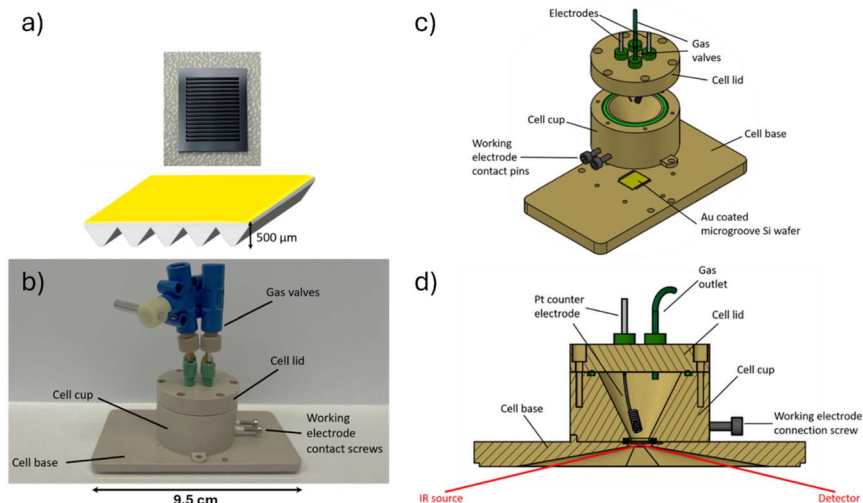 a)
500 µm
b)
Gas valves
Cell lid
Cell cup
Working
electrode
contact screws
Cell base
9.5 cm
c)
Electrodes
Gas
valves
Cell lid
Cell cup
Cell base
Working
electrode
contact pins
Au coated
microgroove Si wafer
d)
Gas
outlet
Pt counter
electrode
Cell lid
Cell cup
Cell base
Working electrode
connection screw
IR source
Detector